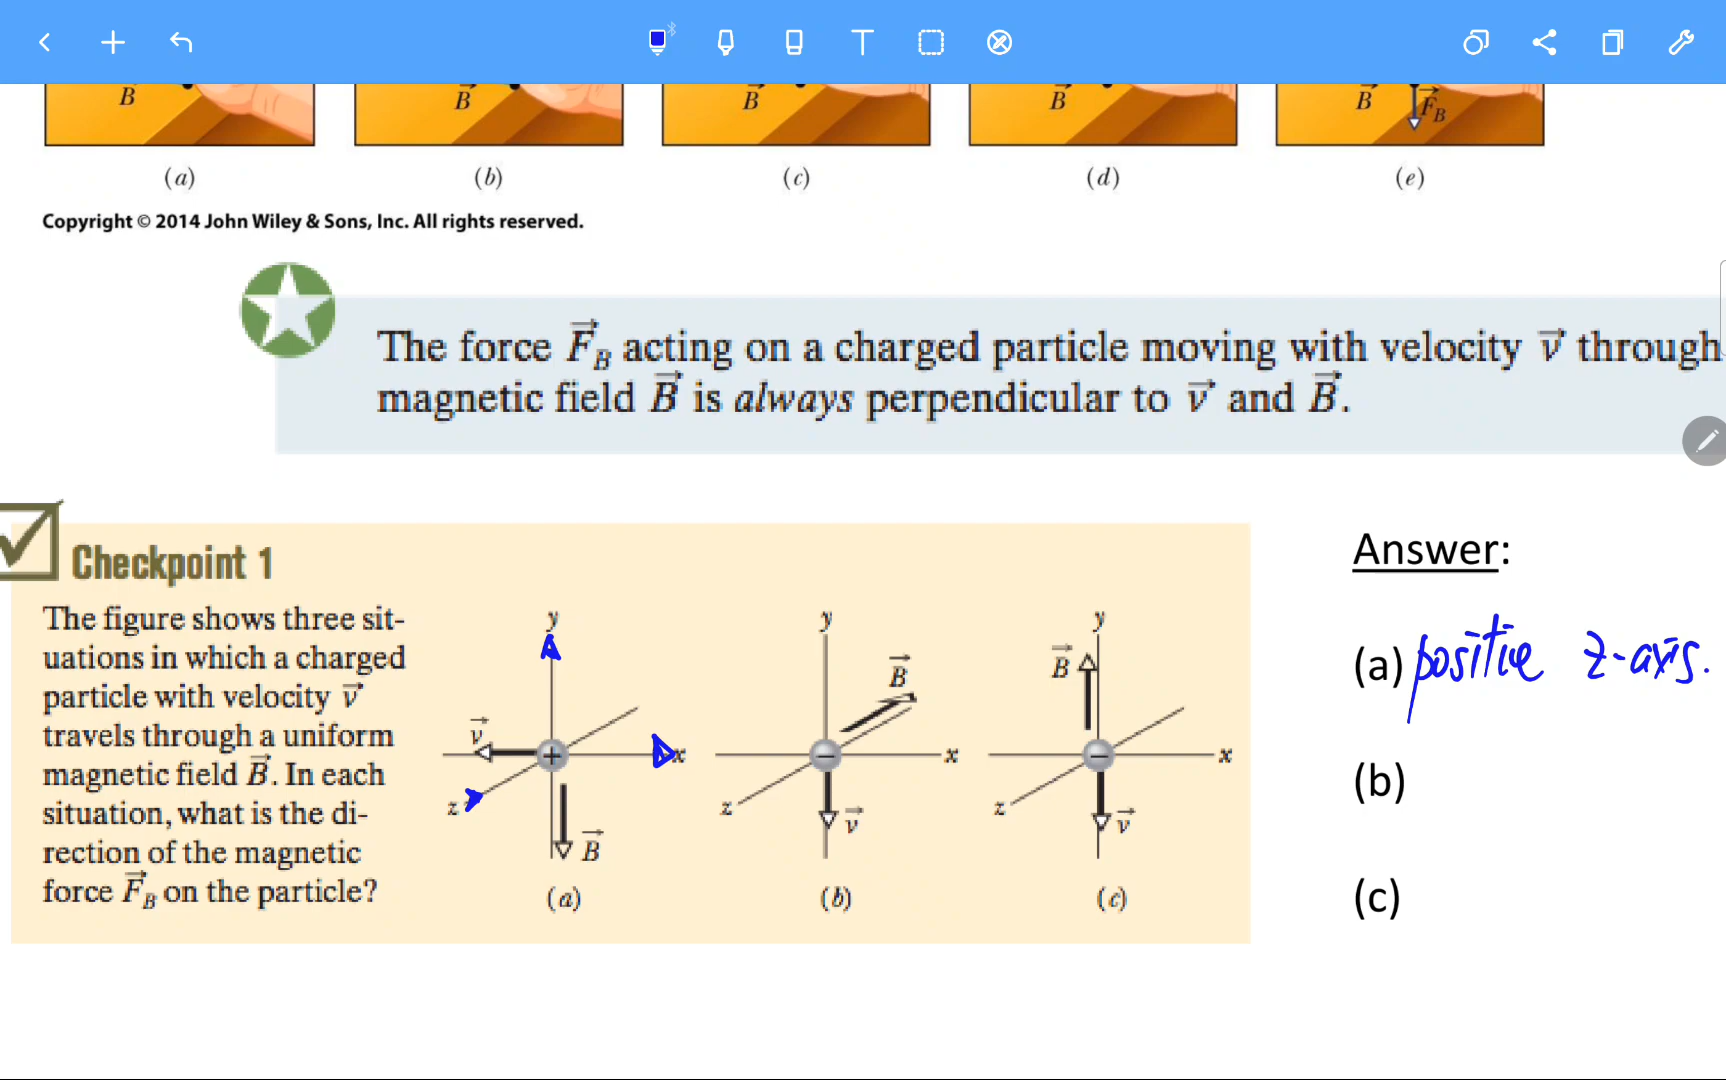 B B B B B F_B
(a) (b) (c) (d) (e)
Copyright © 2014 John Wiley & Sons, Inc. All rights reserved.
The force F_B acting on a charged particle moving with velocity v through
magnetic field B is always perpendicular to v and B.
Checkpoint 1
The figure shows three sit-
uations in which a charged
particle with velocity v
travels through a uniform
magnetic field B. In each
situation, what is the di-
rection of the magnetic
force F_B on the particle?
y
v
+
x
z
B
(a)
y
B
−
x
z
v
(b)
y
B
−
x
z
v
(c)
Answer:
(a) positive z-axis.
(b)
(c)